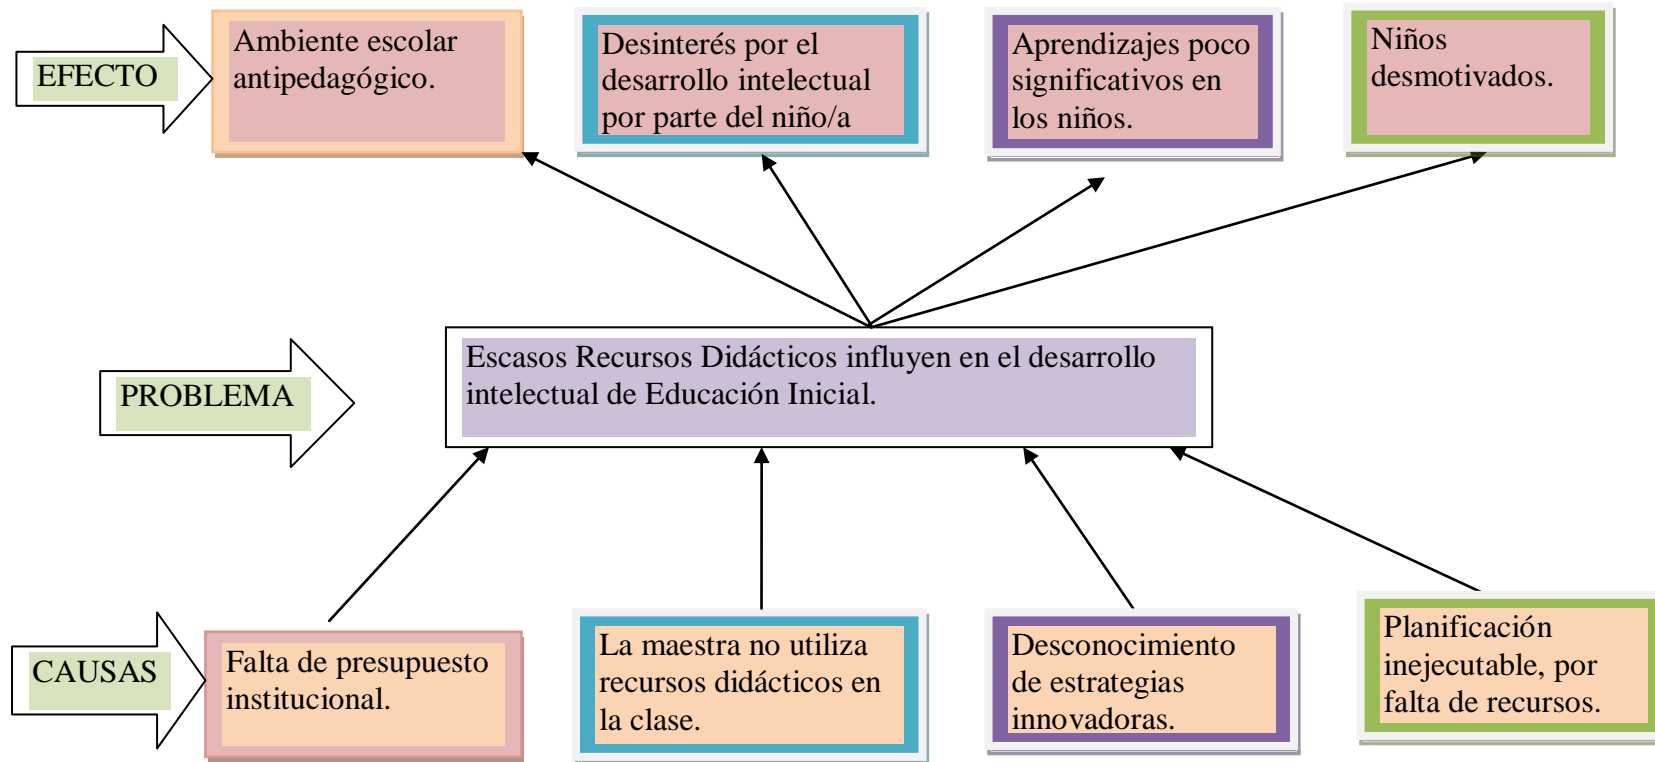 EFECTO
Ambiente escolar
antipedagógico.
Desinterés por el
desarrollo intelectual
por parte del niño/a
Aprendizajes poco
significativos en
los niños.
Niños
desmotivados.
PROBLEMA
Escasos Recursos Didácticos influyen en el desarrollo
intelectual de Educación Inicial.
CAUSAS
Falta de presupuesto
institucional.
La maestra no utiliza
recursos didácticos en
la clase.
Desconocimiento
de estrategias
innovadoras.
Planificación
inejecutable, por
falta de recursos.